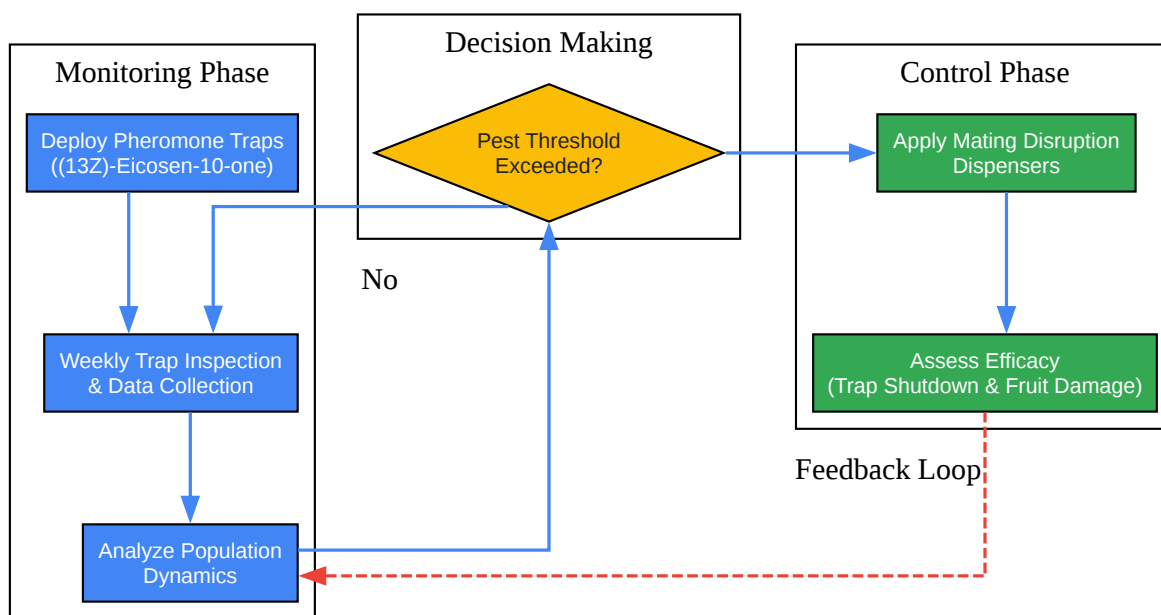 Monitoring Phase
Deploy Pheromone Traps
((13Z)-Eicosen-10-one)
Weekly Trap Inspection
& Data Collection
Analyze Population
Dynamics
Decision Making
Pest Threshold
Exceeded?
No
Control Phase
Apply Mating Disruption
Dispensers
Assess Efficacy
(Trap Shutdown & Fruit Damage)
Feedback Loop